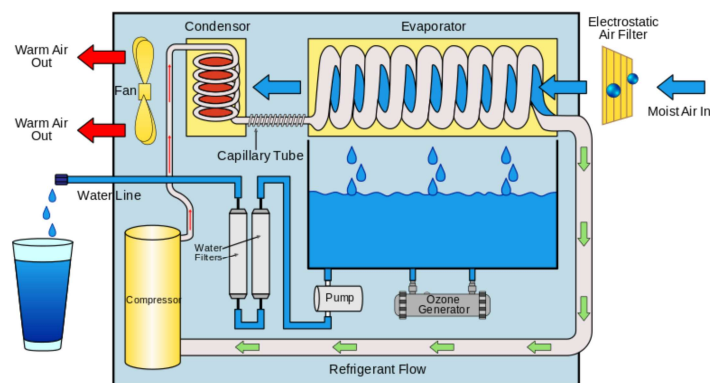 Condensor
Evaporator
Electrostatic
Air Filter
Warm Air
Out
Fan
Moist Air In
Warm Air
Out
Capillary Tube
Water Line
Water
Filters
Compressor
Pump
Ozone
Generator
Refrigerant Flow